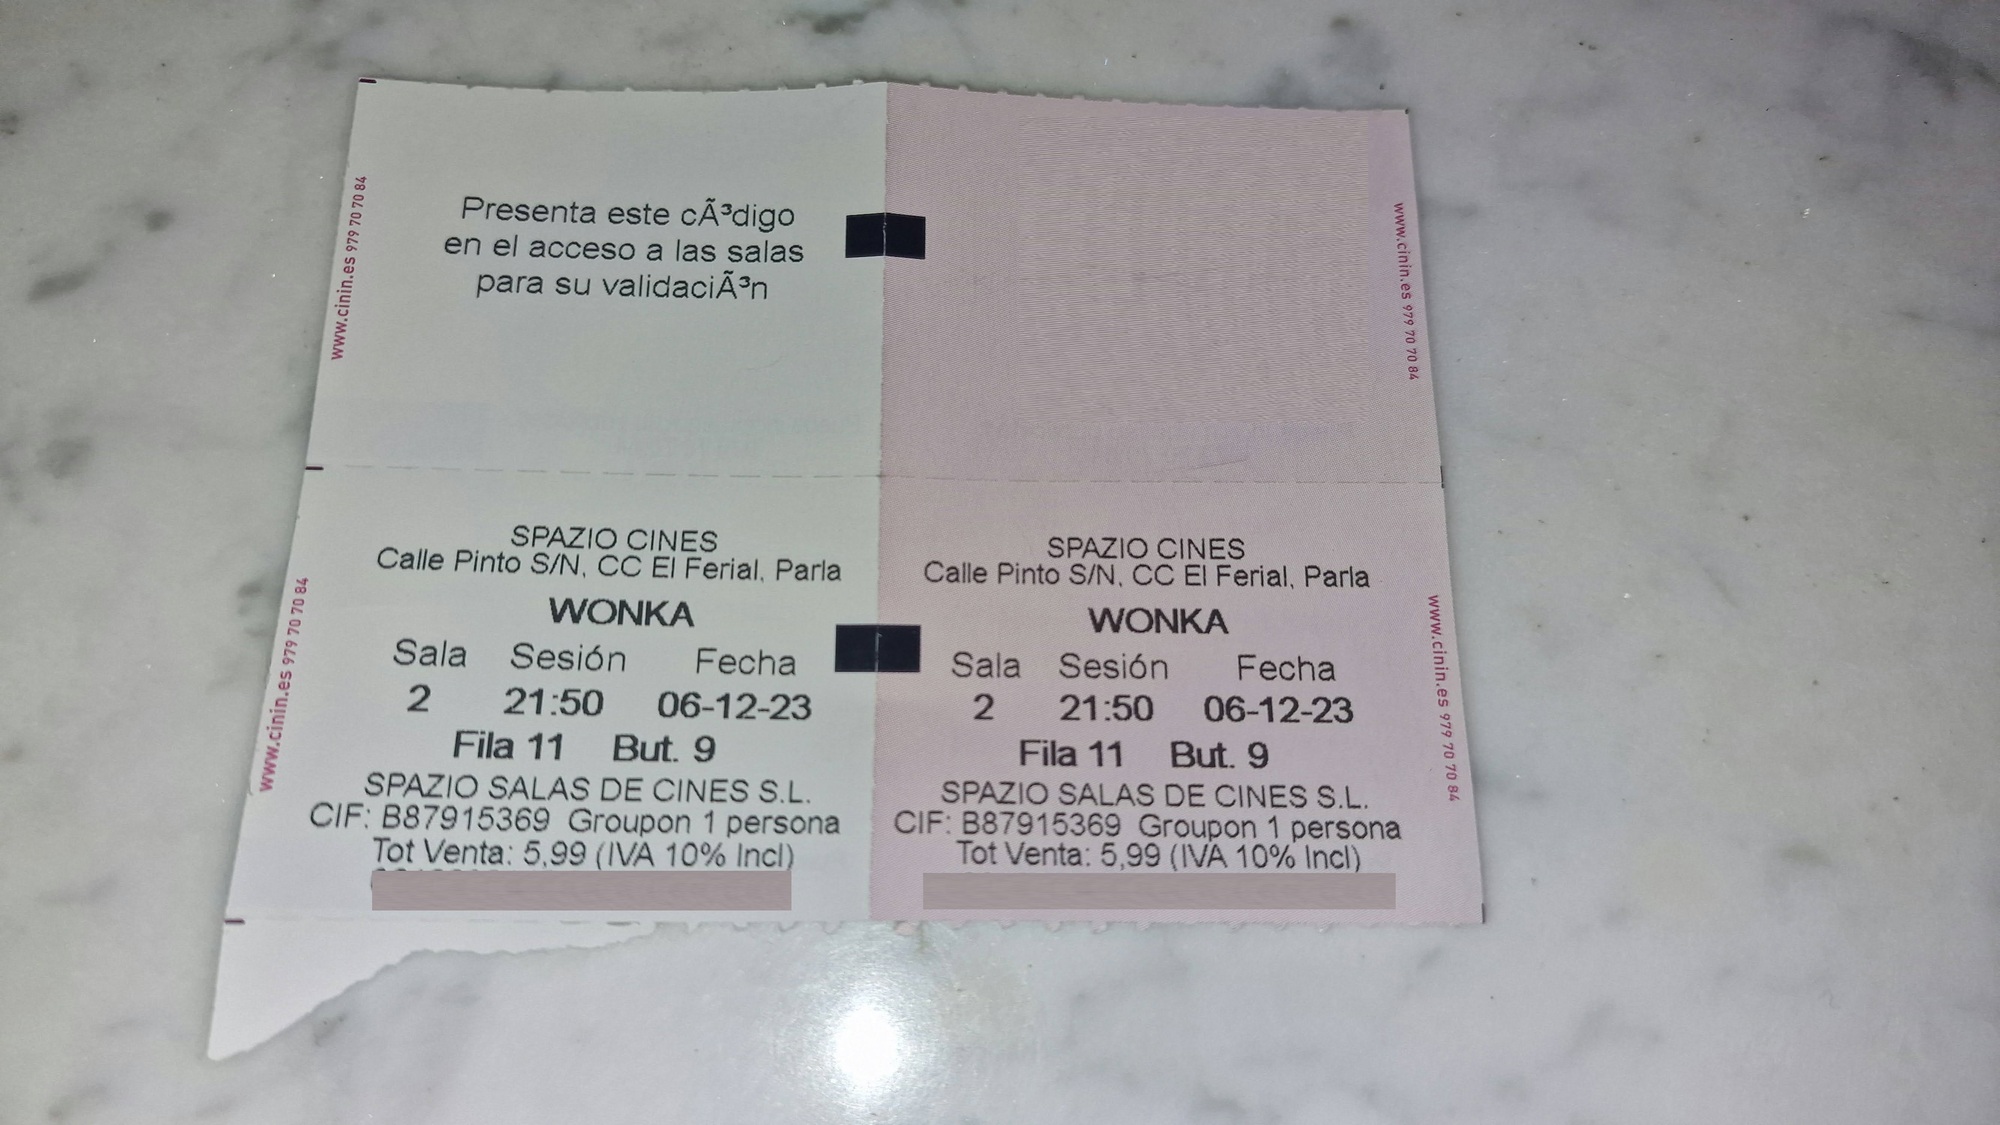 Presenta este cÃ³digo
en el acceso a las salas
para su validaciÃ³n
www.cinin.es 979 70 70 84
www.cinin.es 979 70 70 84
SPAZIO CINES
Calle Pinto S/N, CC El Ferial, Parla
WONKA
Sala Sesión Fecha
2 21:50 06-12-23
Fila 11 But. 9
SPAZIO SALAS DE CINES S.L.
CIF: B87915369 Groupon 1 persona
Tot Venta: 5,99 (IVA 10% Incl)
www.cinin.es 979 70 70 84
SPAZIO CINES
Calle Pinto S/N, CC El Ferial, Parla
WONKA
Sala Sesión Fecha
2 21:50 06-12-23
Fila 11 But. 9
SPAZIO SALAS DE CINES S.L.
CIF: B87915369 Groupon 1 persona
Tot Venta: 5,99 (IVA 10% Incl)
www.cinin.es 979 70 70 84